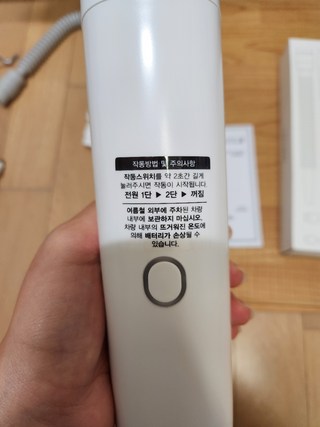 작동방법 및 주의사항
작동스위치를 약 2초간 길게
눌러주시면 작동이 시작됩니다.
전원 1단 ▶ 2단 ▶ 꺼짐
여름철 외부에 주차된 차량
내부에 보관하지 마십시오.
차량 내부의 뜨거워진 온도에
의해 배터리가 손상될 수
있습니다.